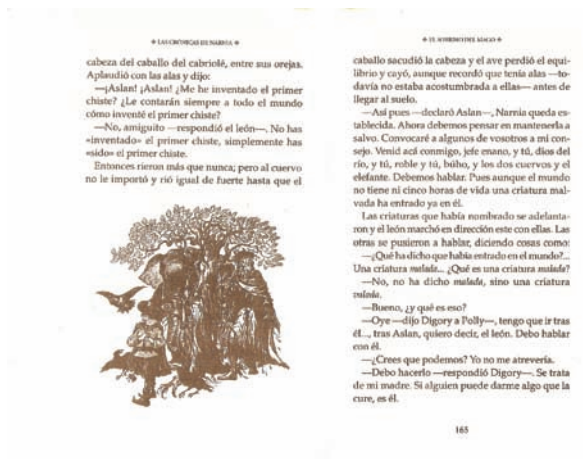 LAS CRÓNICAS DE NARNIA
cabeza del caballo del cabriolé, entre sus orejas.
Aplaudió con las alas y dijo:
—¡Aslan! ¡Aslan! ¿Me he inventado el primer
chiste? ¿Le contarán siempre a todo el mundo
cómo inventé el primer chiste?
—No, amiguito —respondió el león—. No has
«inventado» el primer chiste, simplemente has
«sido» el primer chiste.
Entonces rieron más que nunca; pero al cuervo
no le importó y rió igual de fuerte hasta que el
EL SOBRINO DEL MAGO
caballo sacudió la cabeza y el ave perdió el equi-
librio y cayó, aunque recordó que tenía alas —to-
davía no estaba acostumbrada a ellas— antes de
llegar al suelo.
—Así pues —declaró Aslan—, Narnia queda es-
tablecida. Ahora debemos pensar en mantenerla a
salvo. Convocaré a algunos de vosotros a mi con-
sejo. Venid acá conmigo, jefe enano, y tú, dios del
río, y tú, roble y tú, búho, y los dos cuervos y el
elefante. Debemos hablar. Pues aunque el mundo
no tiene ni cinco horas de vida una criatura mal-
vada ha entrado ya en él.
Las criaturas que había nombrado se adelanta-
ron y el león marchó en dirección este con ellas. Las
otras se pusieron a hablar, diciendo cosas como:
—¿Qué ha dicho que había entrado en el mundo?...
Una criatura malada... ¿Qué es una criatura malada?
—No, no ha dicho malada, sino una criatura
—Bueno, ¿y qué es eso?
—Oye —dijo Digory a Polly—, tengo que ir tras
él..., tras Aslan, quiero decir, el león. Debo hablar
con él.
—¿Crees que podemos? Yo no me atrevería.
—Debo hacerlo —respondió Digory—. Se trata
de mi madre. Si alguien puede darme algo que la
cure, es él.
165